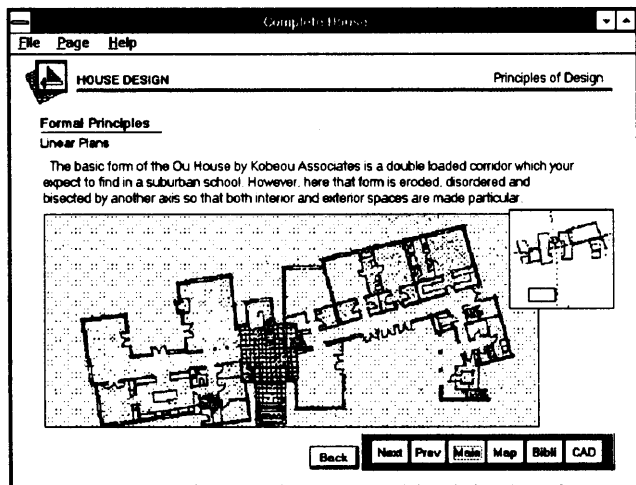 Complete House
File Page Help
HOUSE DESIGN
Principles of Design
Formal Principles
Linear Plans
The basic form of the Ou House by Kobeou Associates is a double loaded corridor which your
expect to find in a suburban school. However, here that form is eroded, disordered and
bisected by another axis so that both interior and exterior spaces are made particular.
Back Next Prev Main Map Bibli CAD